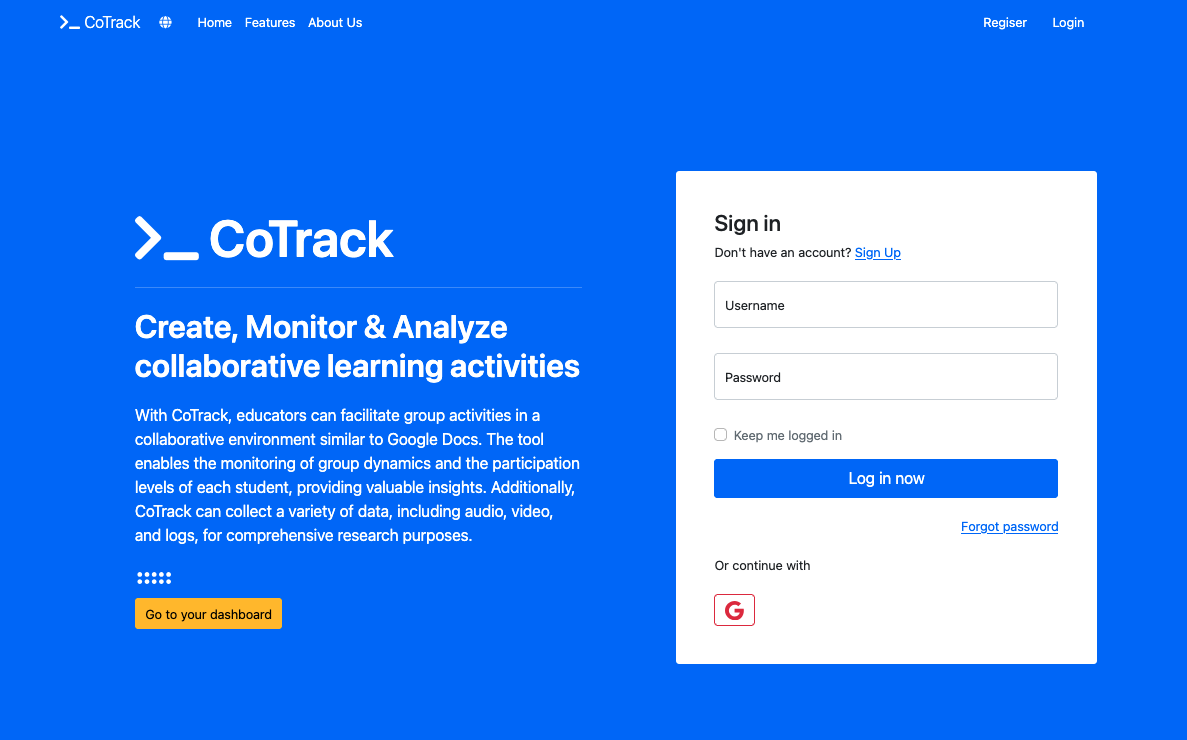 CoTrack
Home
Features
About Us
Regiser
Login
CoTrack
Create, Monitor & Analyze
collaborative learning activities
With CoTrack, educators can facilitate group activities in a
collaborative environment similar to Google Docs. The tool
enables the monitoring of group dynamics and the participation
levels of each student, providing valuable insights. Additionally,
CoTrack can collect a variety of data, including audio, video,
and logs, for comprehensive research purposes.
Go to your dashboard
Sign in
Don't have an account? Sign Up
Username
Password
Keep me logged in
Log in now
Forgot password
Or continue with
G